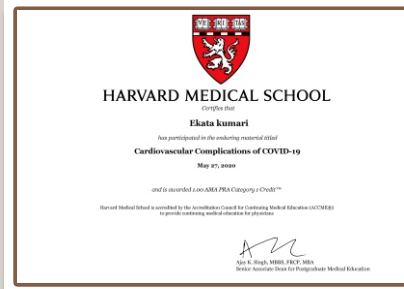 HARVARD MEDICAL SCHOOL
Certifies that
Ekata kumari
has participated in the enduring material titled
Cardiovascular Complications of COVID-19
May 27, 2020
and is awarded 1.00 AMA PRA Category 1 Credit™
Harvard Medical School is accredited by the Accreditation Council for Continuing Medical Education (ACCME®)
to provide continuing medical education for physicians
Ajay K. Singh, MBBS, FRCP, MBA
Senior Associate Dean for Postgraduate Medical Education